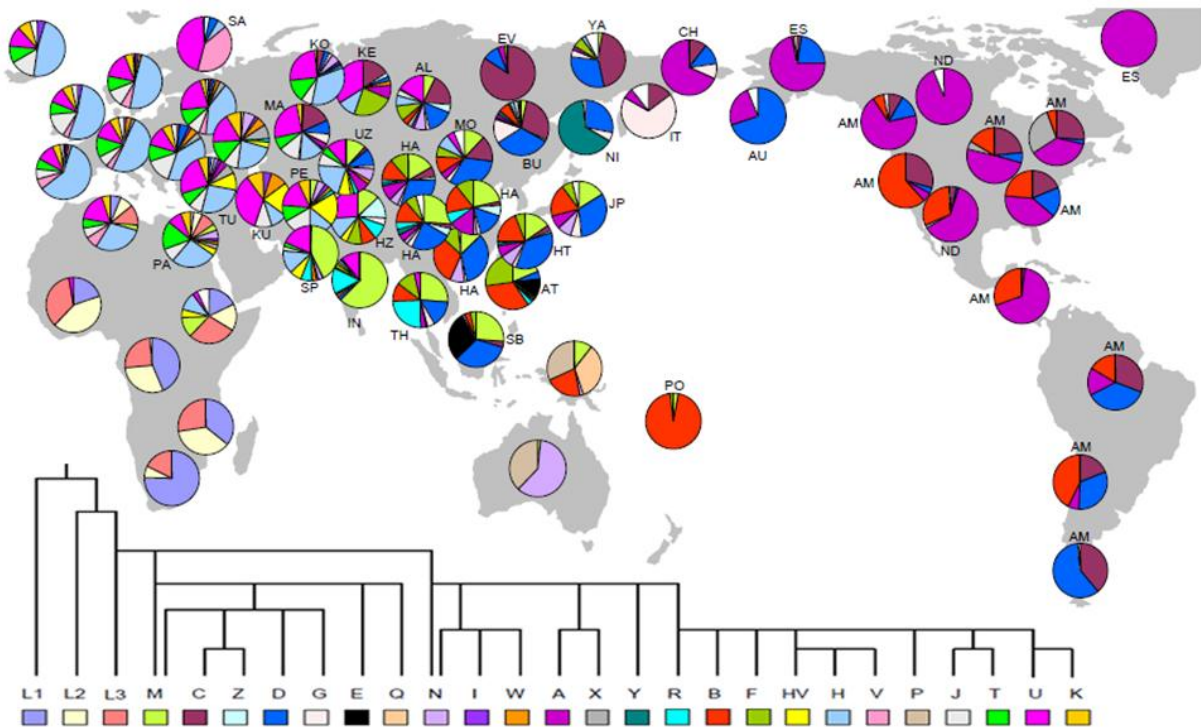 SA
YA
CH
ES
KO
KE
EV
ND
ES
AL
MA
IT
AM
AM
AM
UZ
MO
BU
NI
AU
HA
PE
AM
HA
JP
AM
TU
KU
HZ
HA
HT
ND
PA
SP
HA
AT
AM
IN
TH
SB
AM
PO
AM
AM
L1 L2 L3 M C Z D G E Q N I W A X Y R B F HV H V P J T U K